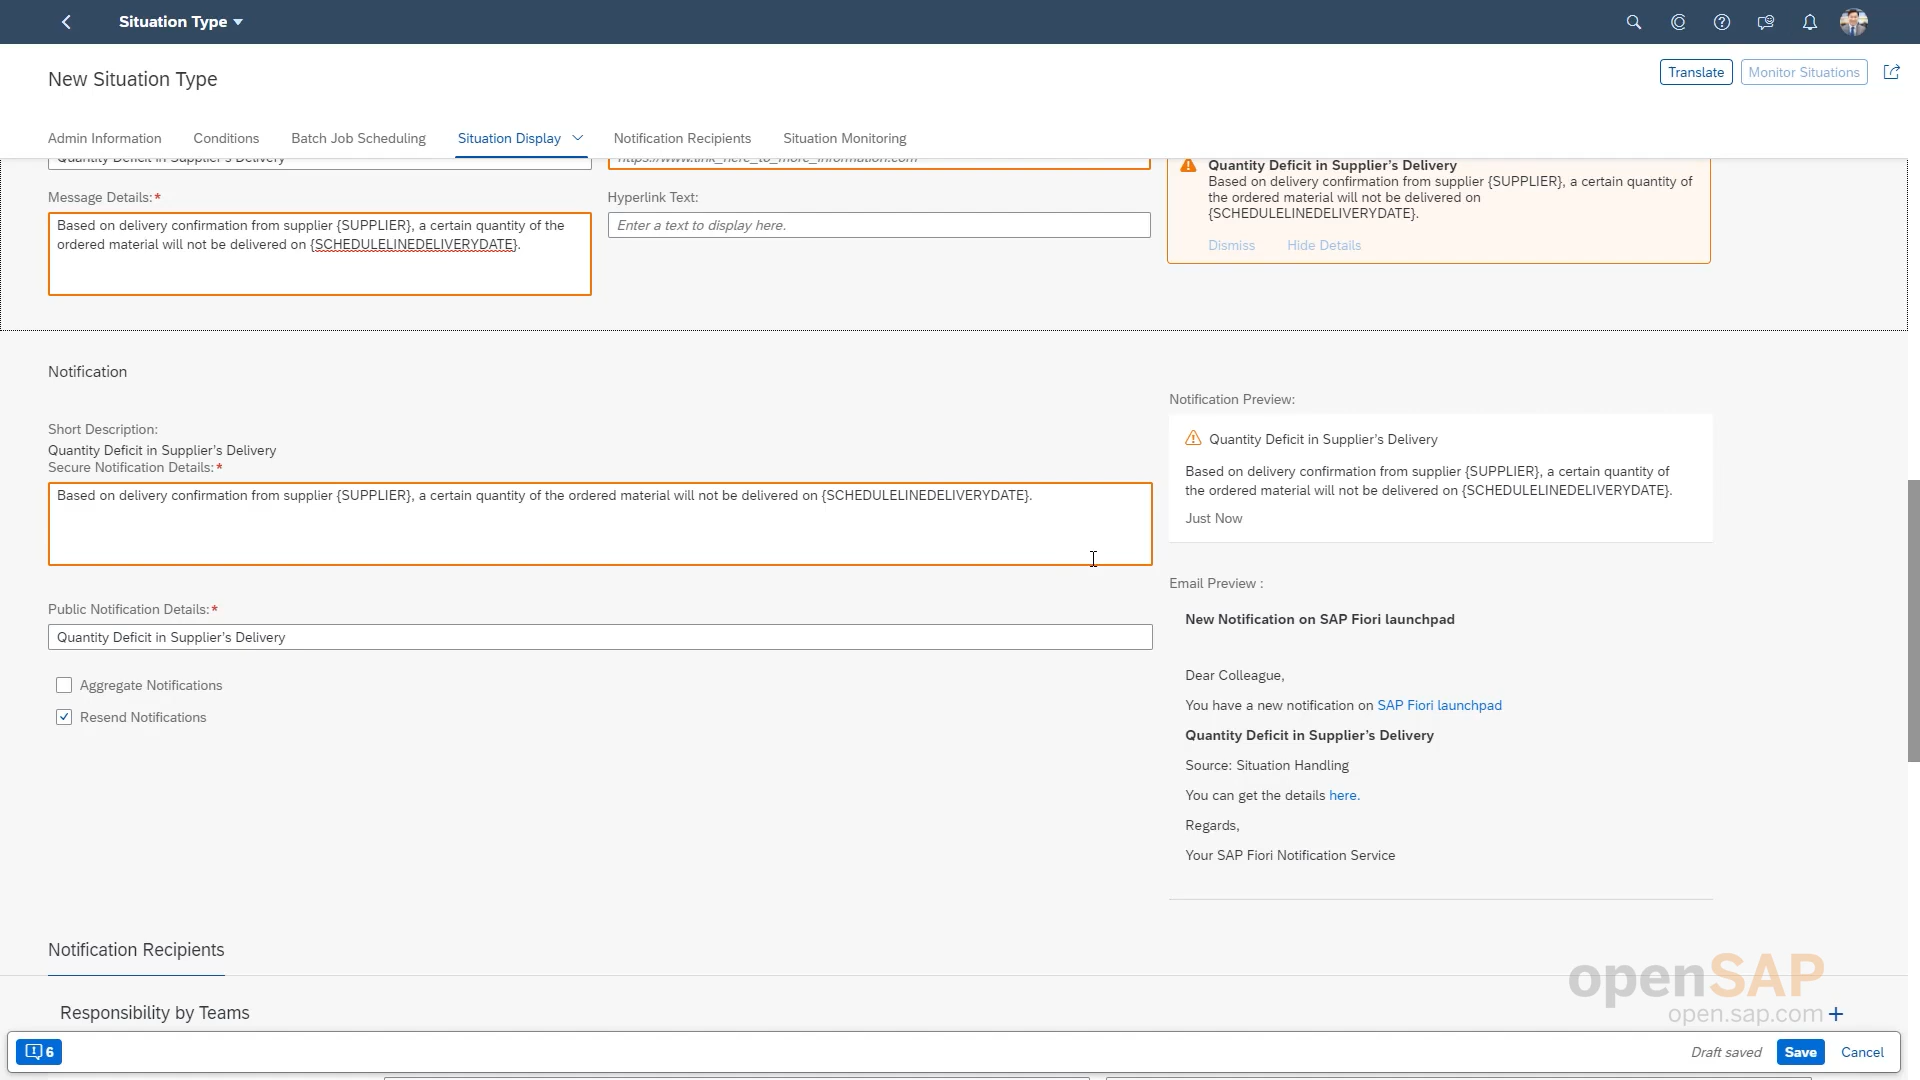 Situation Type
New Situation Type
Translate
Monitor Situations
Admin Information
Conditions
Batch Job Scheduling
Situation Display
Notification Recipients
Situation Monitoring
Quantity Deficit in Supplier's Delivery
https://www.link_here_to_more_information.com
Message Details:*
Based on delivery confirmation from supplier {SUPPLIER}, a certain quantity of the
ordered material will not be delivered on {SCHEDULELINEDELIVERYDATE}.
Hyperlink Text:
Enter a text to display here.
Quantity Deficit in Supplier's Delivery
Based on delivery confirmation from supplier {SUPPLIER}, a certain quantity of
the ordered material will not be delivered on
{SCHEDULELINEDELIVERYDATE}.
Dismiss
Hide Details
Notification
Short Description:
Quantity Deficit in Supplier's Delivery
Secure Notification Details:*
Based on delivery confirmation from supplier {SUPPLIER}, a certain quantity of the ordered material will not be delivered on {SCHEDULELINEDELIVERYDATE}.
Public Notification Details:*
Quantity Deficit in Supplier's Delivery
Aggregate Notifications
Resend Notifications
Notification Preview:
Quantity Deficit in Supplier's Delivery
Based on delivery confirmation from supplier {SUPPLIER}, a certain quantity of
the ordered material will not be delivered on {SCHEDULELINEDELIVERYDATE}.
Just Now
Email Preview :
New Notification on SAP Fiori launchpad
Dear Colleague,
You have a new notification on SAP Fiori launchpad
Quantity Deficit in Supplier's Delivery
Source: Situation Handling
You can get the details here.
Regards,
Your SAP Fiori Notification Service
Notification Recipients
Responsibility by Teams
openSAP
open.sap.com
6
Draft saved
Save
Cancel